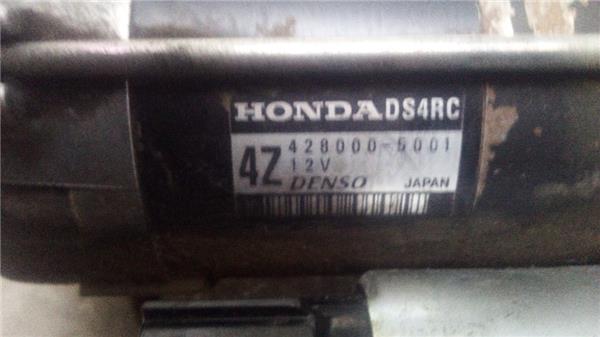 HONDA DS4RC
4Z 428000-5001
12V
DENSO JAPAN